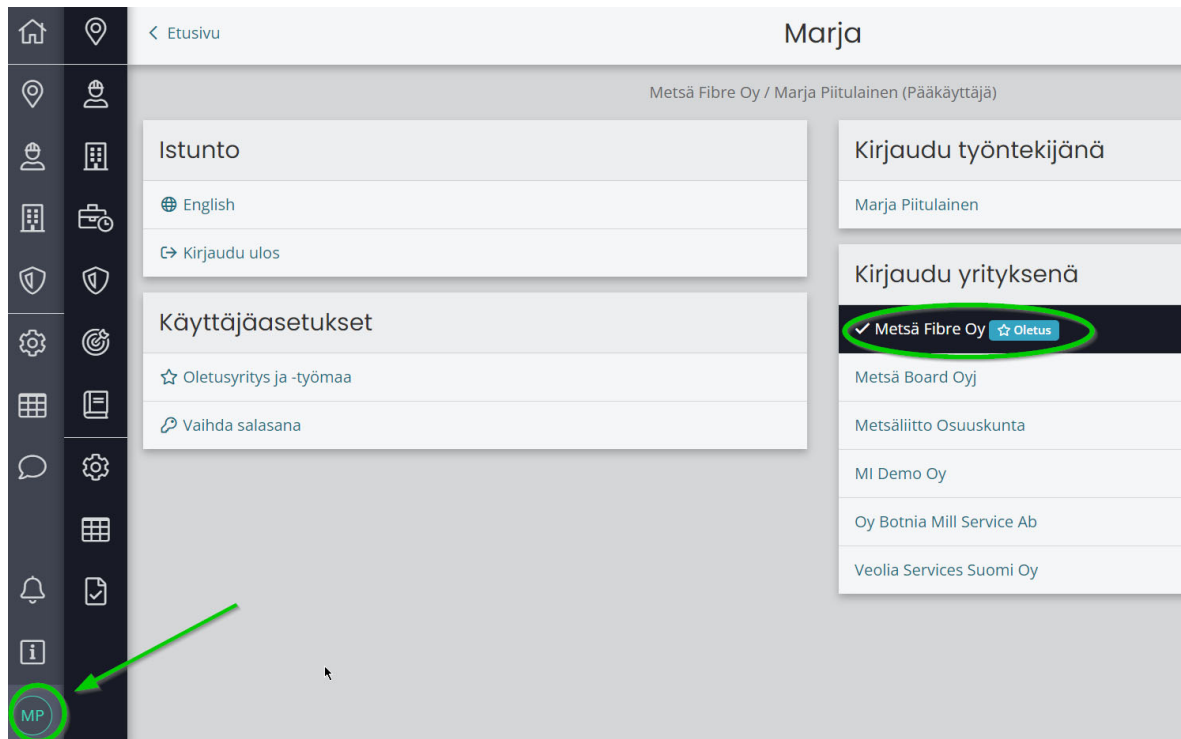 Etusivu
Marja
Metsä Fibre Oy / Marja Piitulainen (Pääkäyttäjä)
Istunto
English
Kirjaudu ulos
Käyttäjäasetukset
Oletusyritys ja -työmaa
Vaihda salasana
Kirjaudu työntekijänä
Marja Piitulainen
Kirjaudu yrityksenä
Metsä Fibre Oy Oletus
Metsä Board Oyj
Metsäliitto Osuuskunta
MI Demo Oy
Oy Botnia Mill Service Ab
Veolia Services Suomi Oy
MP